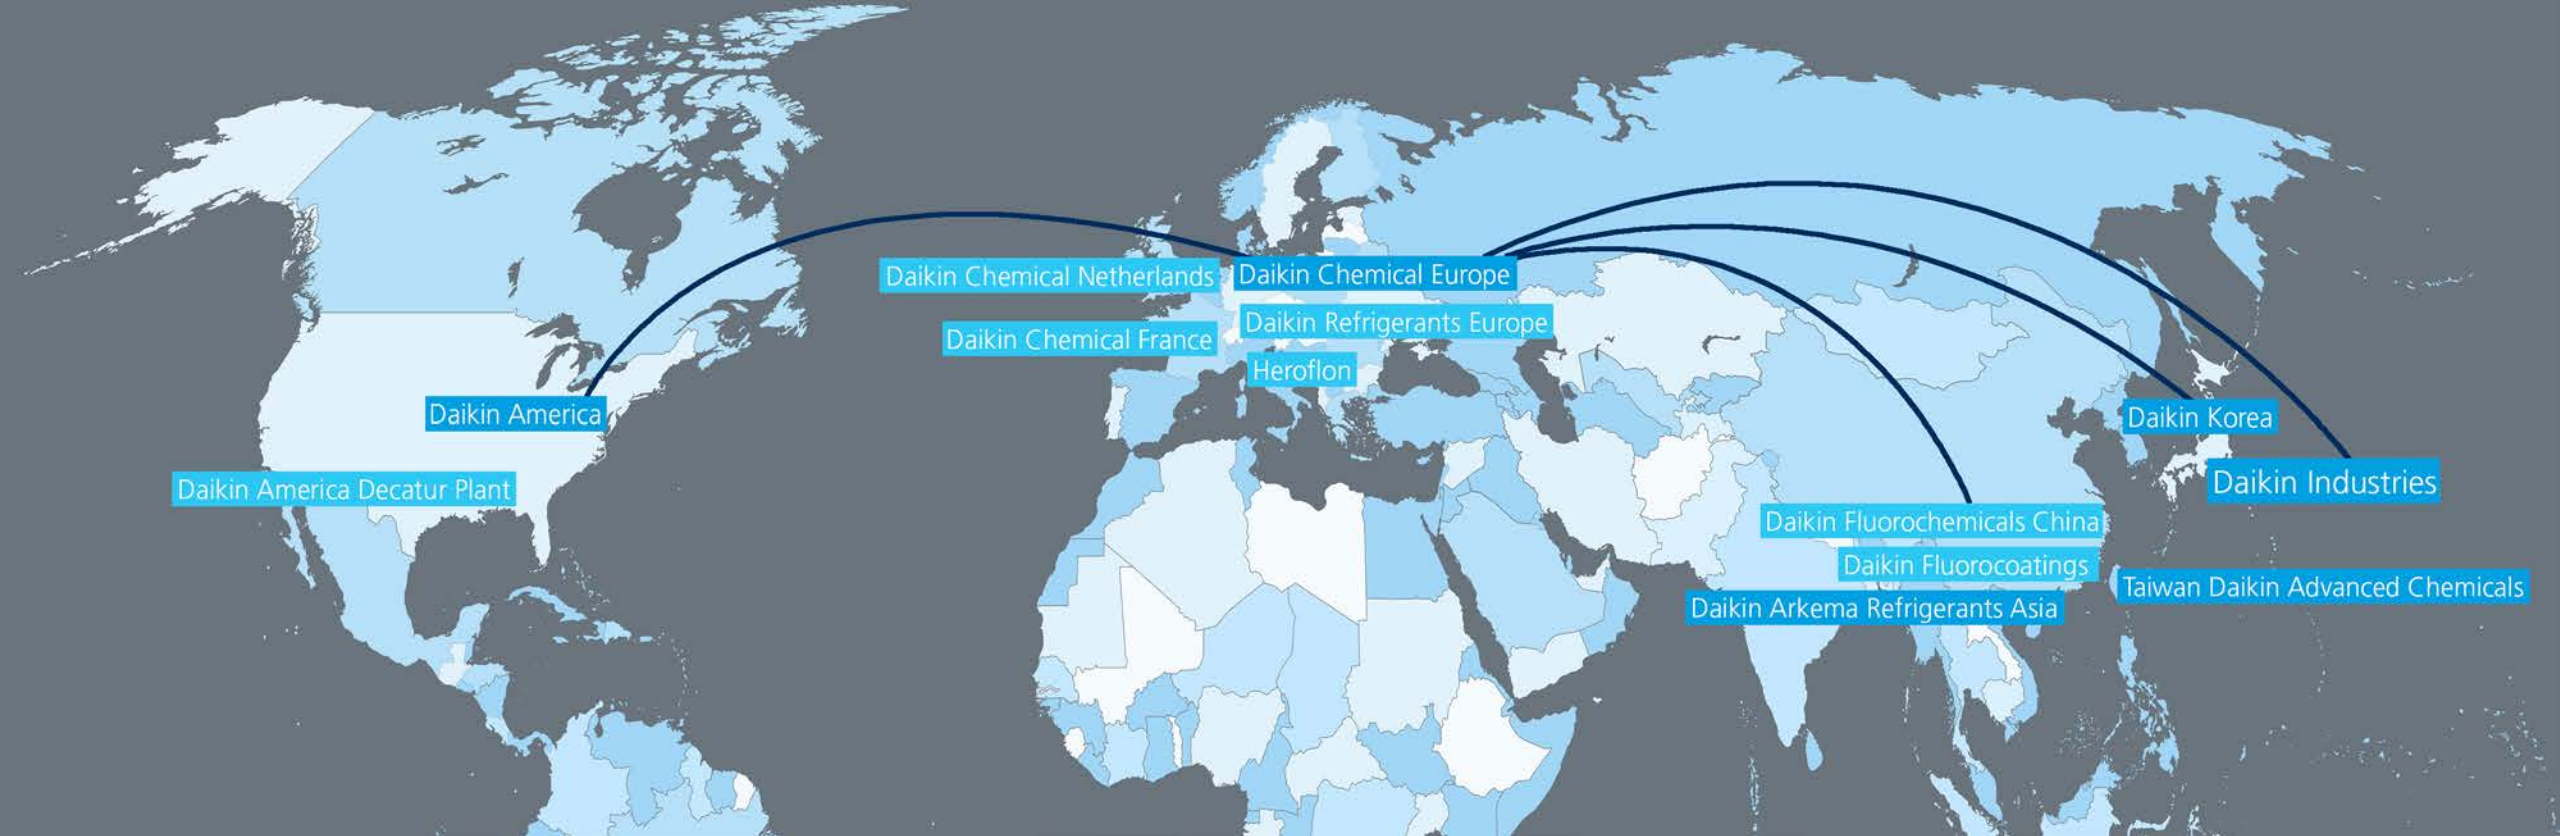 Daikin Chemical Netherlands
Daikin Chemical Europe
Daikin Refrigerants Europe
Daikin Chemical France
Heroflon
Daikin America
Daikin America Decatur Plant
Daikin Korea
Daikin Industries
Daikin Fluorochemicals China
Daikin Fluorocoatings
Taiwan Daikin Advanced Chemicals
Daikin Arkema Refrigerants Asia